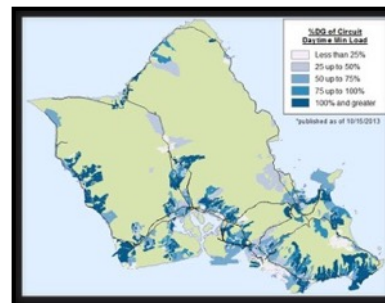 %DG of Circuit
Daytime Min Load
Less than 25%
25 up to 50%
50 up to 75%
75 up to 100%
100% and greater
*published as of 10/15/2013